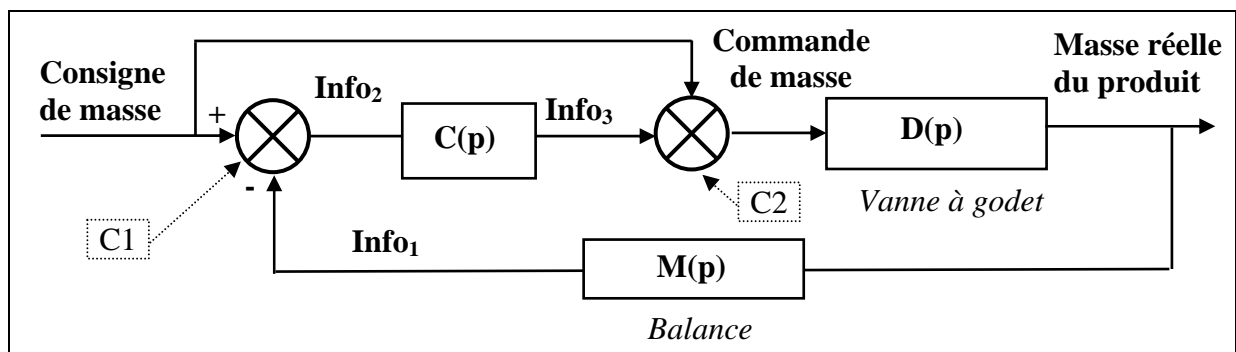 Consigne
de masse
+
-
C1
Info₂
C(p)
Info₃
Commande
de masse
C2
D(p)
Vanne à godet
Masse réelle
du produit
Info₁
M(p)
Balance